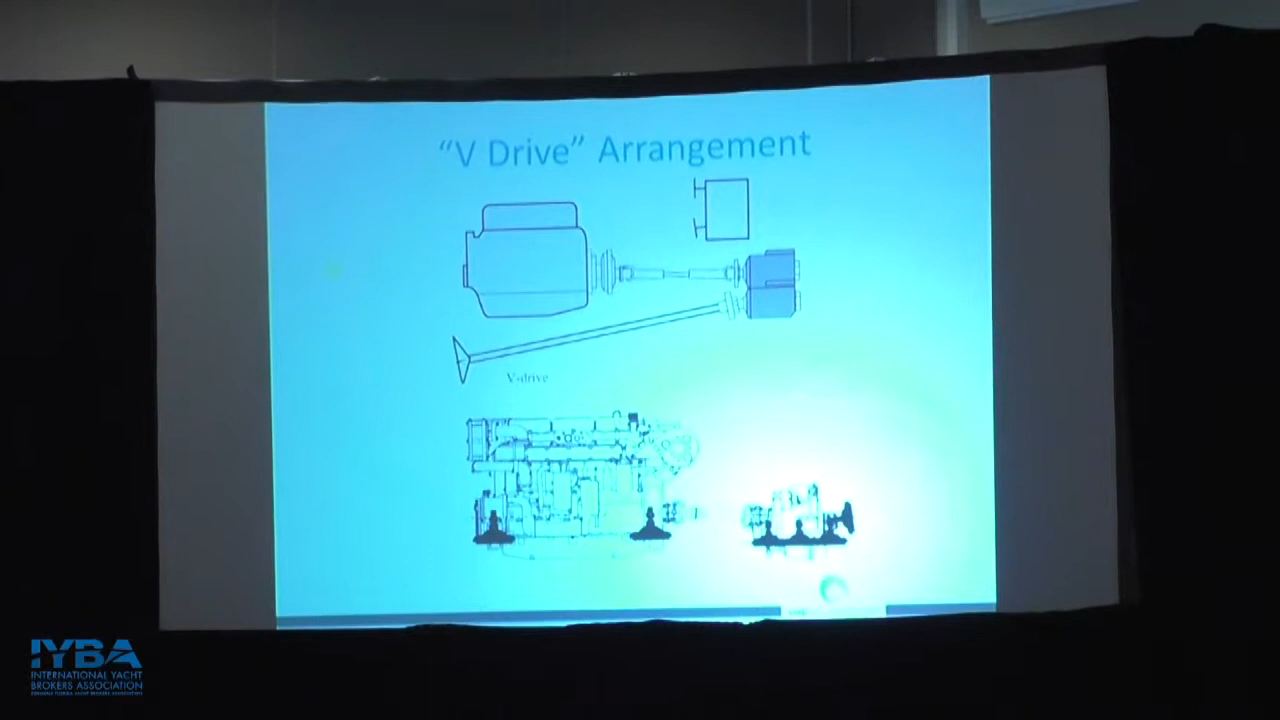 “V Drive” Arrangement
V-drive
IYBA
INTERNATIONAL YACHT
BROKERS ASSOCIATION